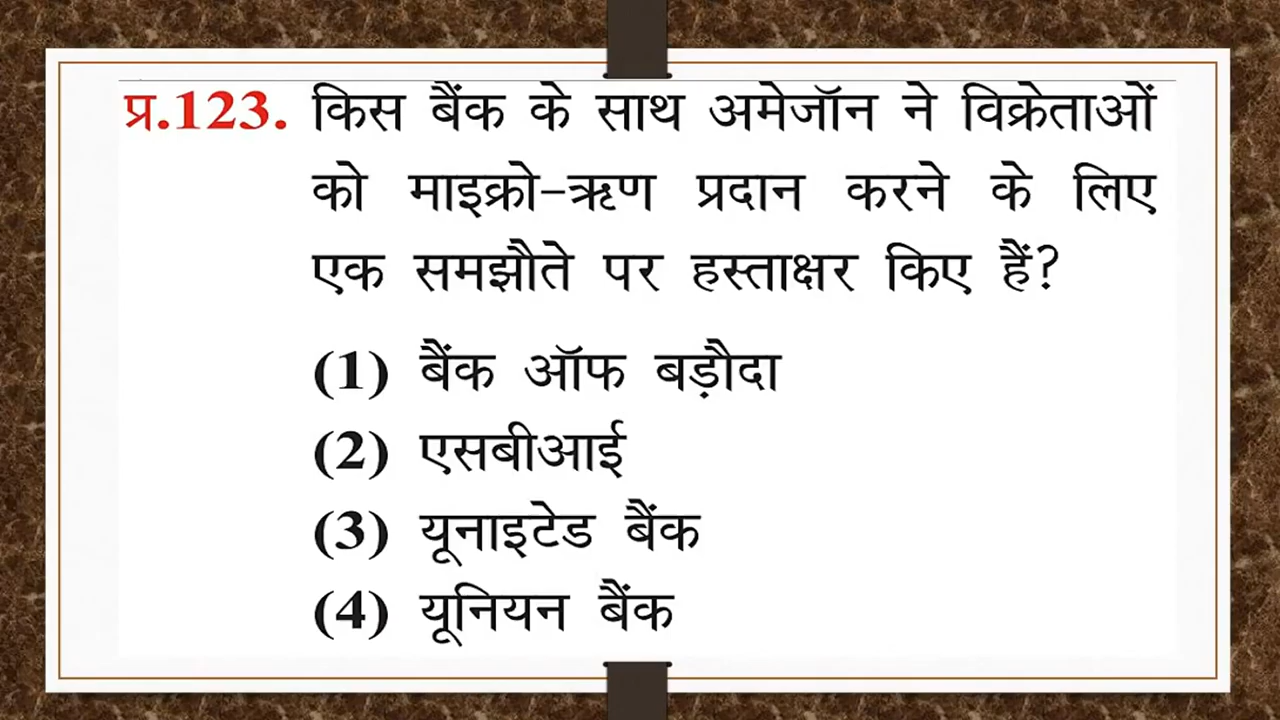 प्र.123. किस बैंक के साथ अमेजॉन ने विक्रेताओं
को माइक्रो-ऋण प्रदान करने के लिए
एक समझौते पर हस्ताक्षर किए हैं?
(1) बैंक ऑफ बड़ौदा
(2) एसबीआई
(3) यूनाइटेड बैंक
(4) यूनियन बैंक